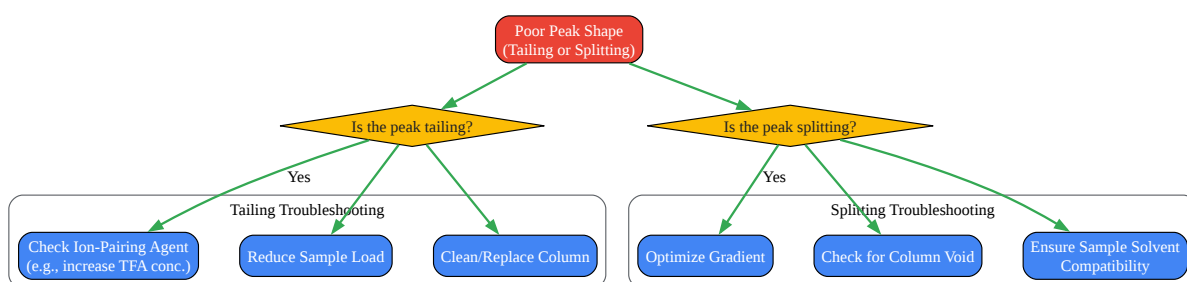 Poor Peak Shape
(Tailing or Splitting)
Is the peak tailing?
Is the peak splitting?
Yes
Yes
Tailing Troubleshooting
Splitting Troubleshooting
Check Ion-Pairing Agent
(e.g., increase TFA conc.)
Reduce Sample Load
Clean/Replace Column
Optimize Gradient
Check for Column Void
Ensure Sample Solvent
Compatibility